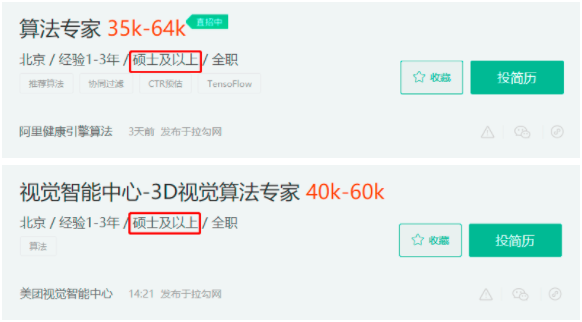 算法专家 35k-64k 直招中
北京 / 经验1-3年 / 硕士及以上 / 全职
推荐算法 协同过滤 CTR预估 TensoFlow
收藏 投简历
阿里健康引擎算法 3天前 发布于拉勾网
视觉智能中心-3D视觉算法专家 40k-60k
北京 / 经验1-3年 / 硕士及以上 / 全职
算法
收藏 投简历
美团视觉智能中心 14:21 发布于拉勾网